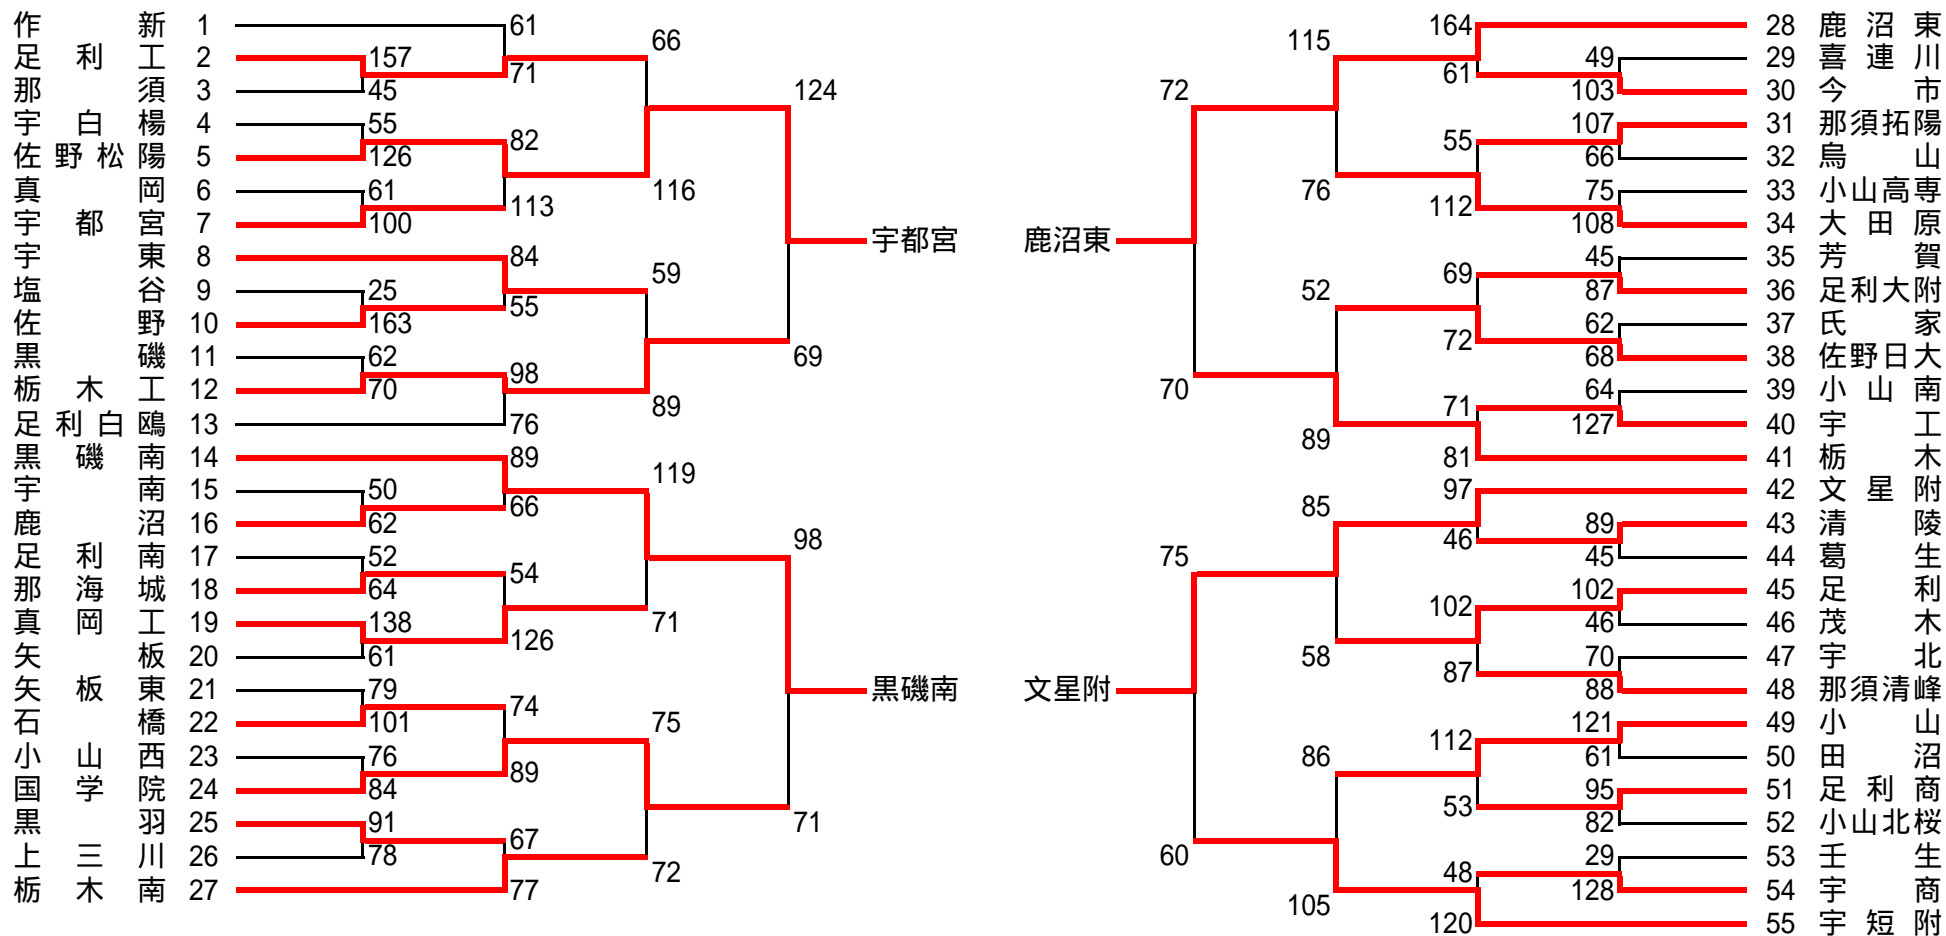 作新 1 61 66 115 164 28 鹿沼東
足利工 2 157 71 61 49 29 喜連川
那須 3 45 124 72 103 30 今市
宇白楊 4 55 82 55 107 31 那須拓陽
佐野松陽 5 126 66 32 烏山
真岡 6 61 113 116 76 112 75 33 小山高専
宇都宮 7 100 108 34 大田原
宇都宮 鹿沼東
宇東 8 84 59 52 69 45 35 芳賀
塩谷 9 25 55 87 36 足利大附
佐野 10 163 72 62 37 氏家
黒磯 11 62 98 69 68 38 佐野日大
栃木工 12 70 89 70 71 64 39 小山南
足利白鴎 13 76 89 127 40 宇工
黒磯南 14 89 119 81 41 栃木
宇南 15 50 66 85 97 42 文星附
鹿沼 16 62 98 75 46 89 43 清陵
足利南 17 52 54 45 44 葛生
那海城 18 64 102 102 45 足利
真岡工 19 138 126 71 58 46 46 茂木
矢板 20 61 87 70 47 宇北
黒磯南 文星附
矢板東 21 79 74 88 48 那須清峰
石橋 22 101 75 86 112 121 49 小山
小山西 23 76 89 61 50 田沼
国学院 24 84 53 95 51 足利商
黒羽 25 91 67 71 60 82 52 小山北桜
上三川 26 78 72 105 48 29 53 壬生
栃木南 27 77 128 54 宇商
120 55 宇短附